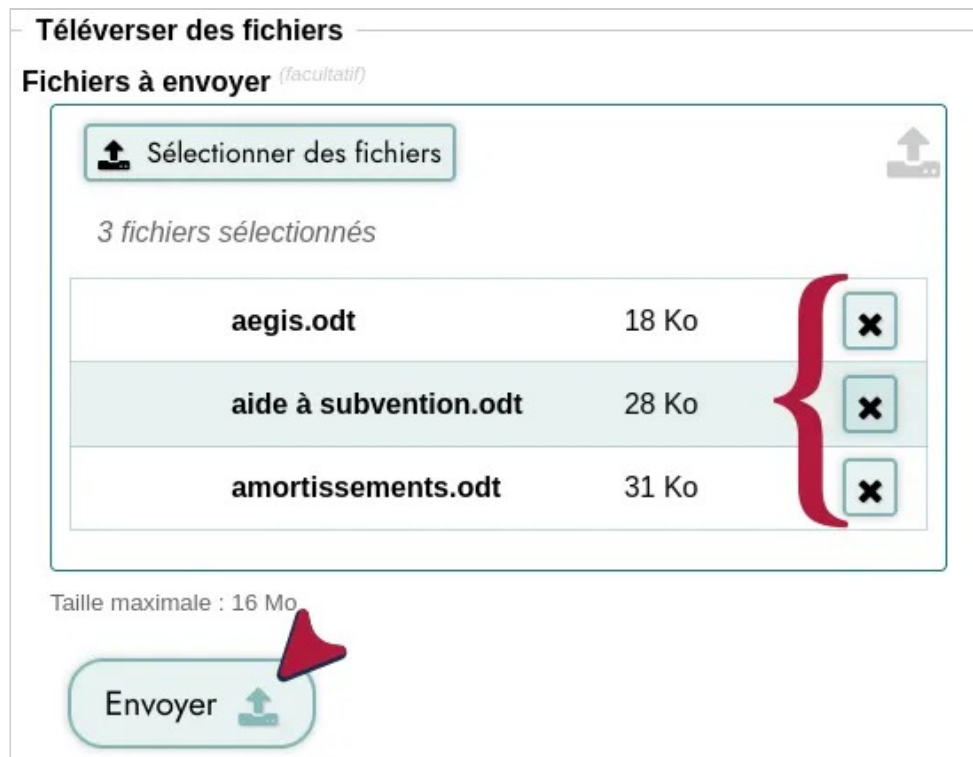 Téléverser des fichiers
Fichiers à envoyer (facultatif)
Sélectionner des fichiers
3 fichiers sélectionnés
aegis.odt 18 Ko
aide à subvention.odt 28 Ko
amortissements.odt 31 Ko
Taille maximale : 16 Mo
Envoyer